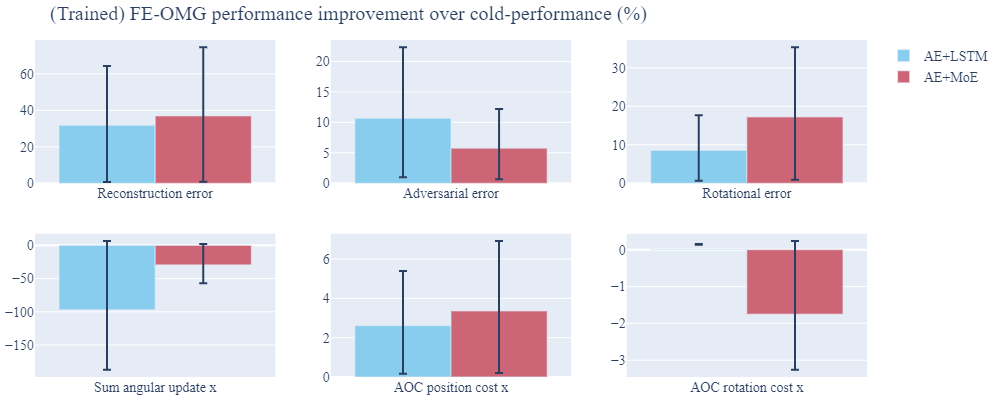 (Trained) FE-OMG performance improvement over cold-performance (%)
AE+LSTM
AE+MoE
60
40
20
0
Reconstruction error
20
15
10
5
0
Adversarial error
30
20
10
0
Rotational error
0
−50
−100
−150
Sum angular update x
6
4
2
0
AOC position cost x
0
−1
−2
−3
AOC rotation cost x